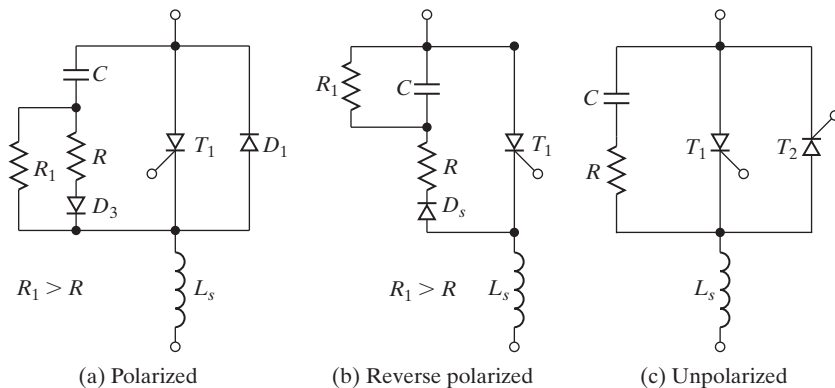 C
R₁
R
D₃
T₁
D₁
R₁ > R
Lₛ
(a) Polarized
R₁
C
R
Dₛ
T₁
R₁ > R
Lₛ
(b) Reverse polarized
C
R
T₁
T₂
Lₛ
(c) Unpolarized